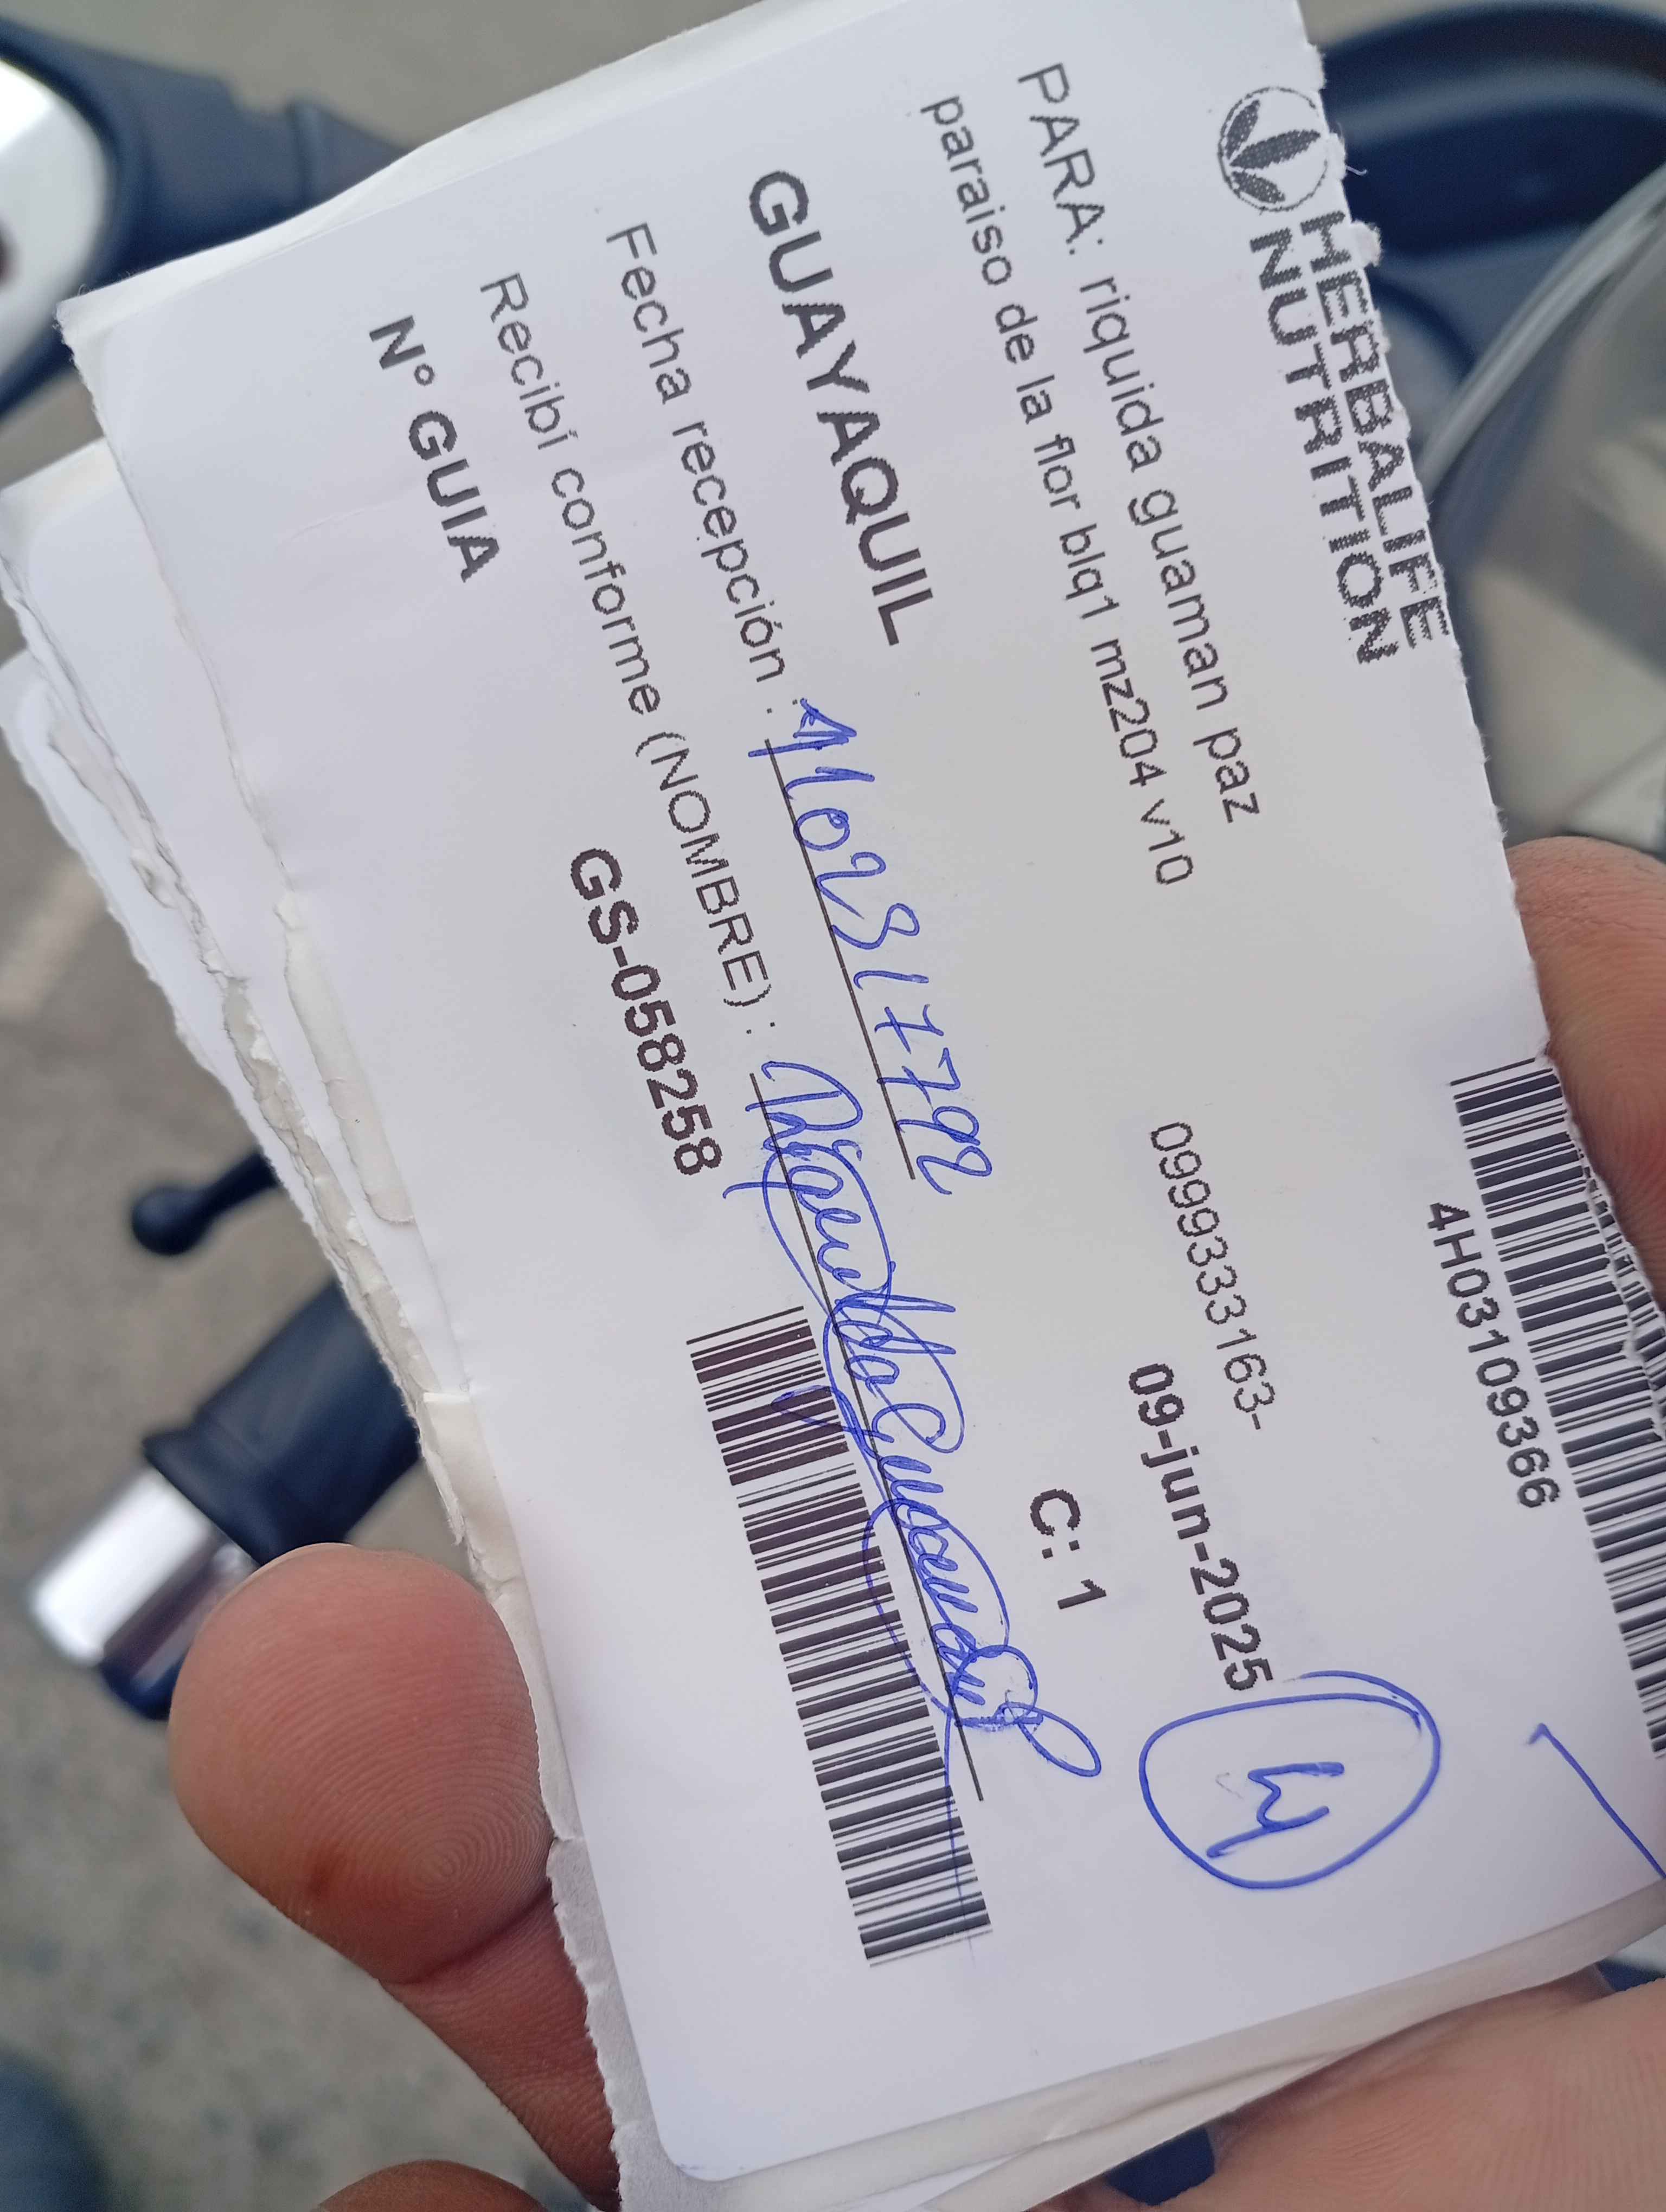 HERBALIFE
NUTRITION
4H03109366
PARA: riquida guaman paz
0999333163-
paraiso de la flor blq1 mz204 v10
09-jun-2025
4
GUAYAQUIL
C: 1
Fecha recepción :
Recibí conforme (NOMBRE) :
N° GUIA
GS-058258